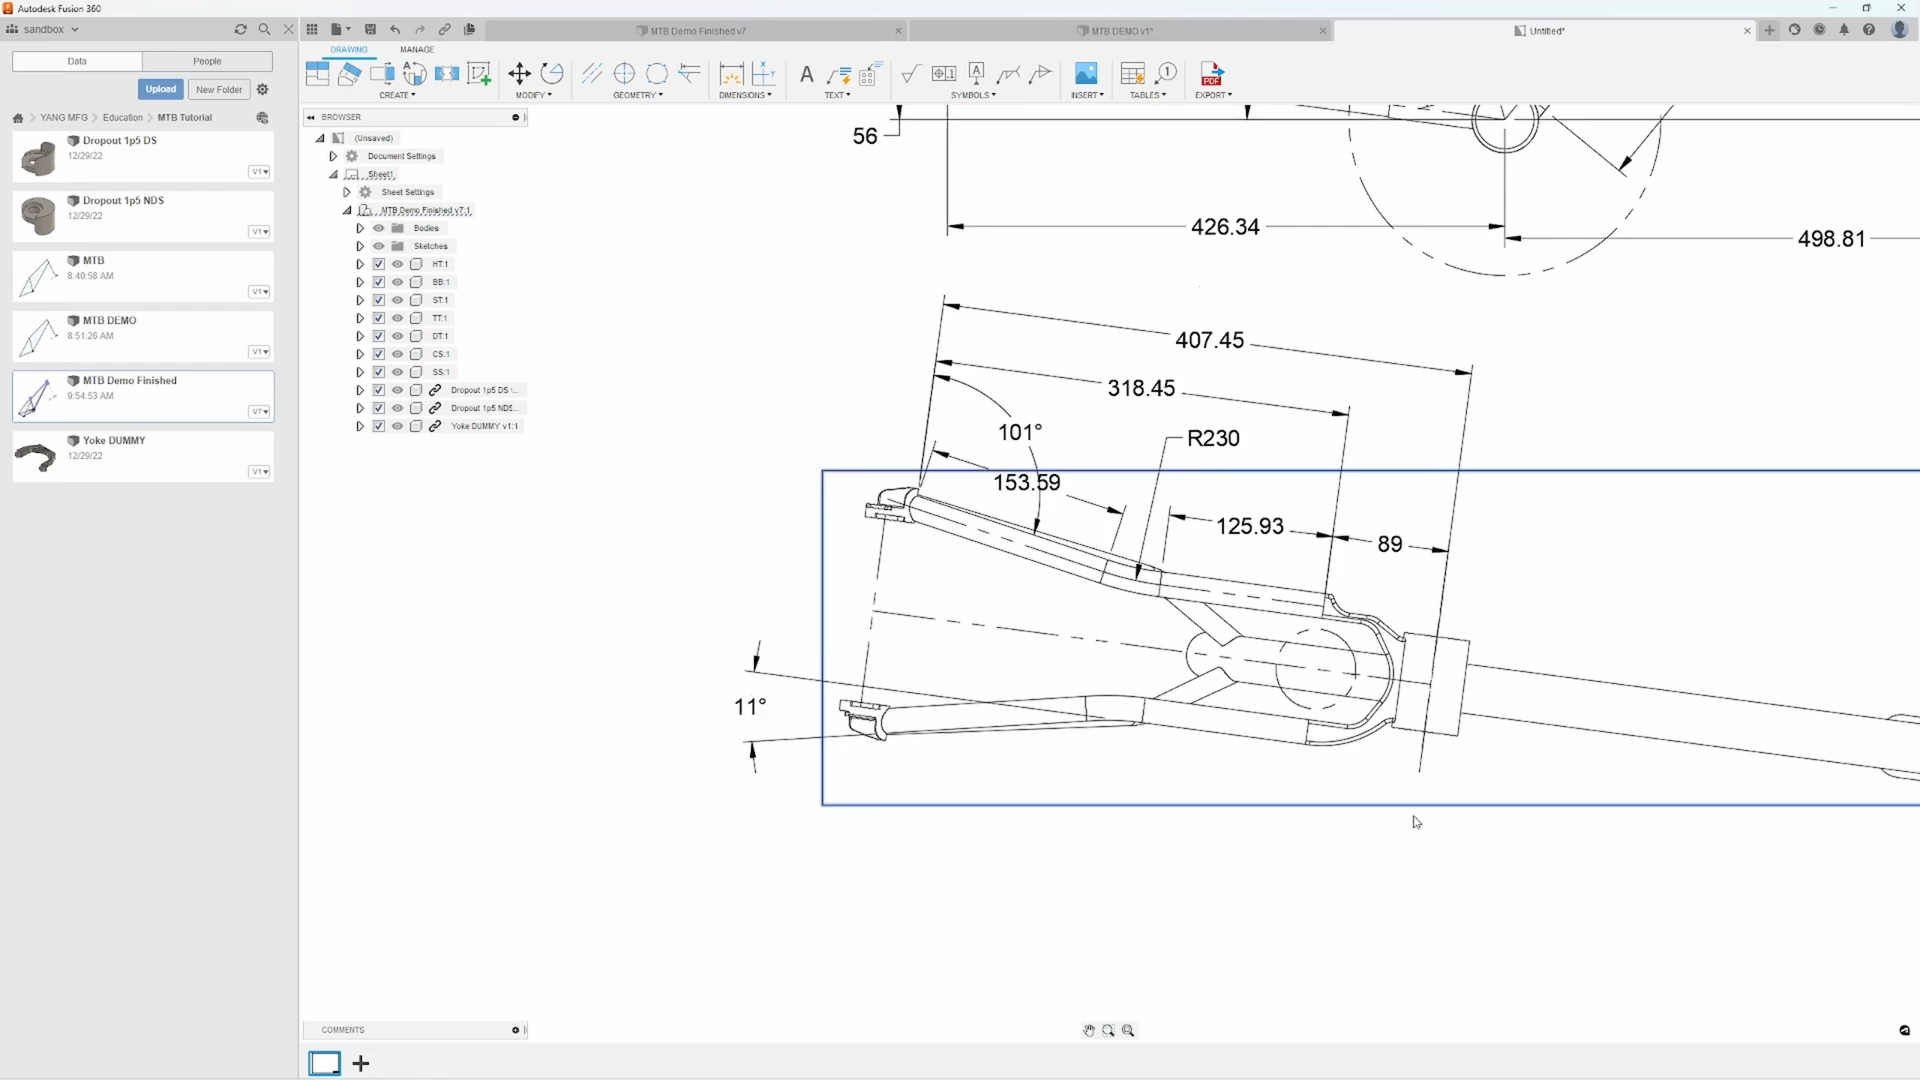 Autodesk Fusion 360
sandbox
MTB Demo Finished v7
MTB DEMO v1*
Untitled*
Data
People
Upload
New Folder
YANG MFG
Education
MTB Tutorial
Dropout 1p5 DS
12/29/22
V1
Dropout 1p5 NDS
12/29/22
V1
MTB
8:40:58 AM
V1
MTB DEMO
8:51:26 AM
V1
MTB Demo Finished
9:54:53 AM
V7
Yoke DUMMY
12/29/22
V1
DRAWING
MANAGE
CREATE
MODIFY
GEOMETRY
DIMENSIONS
TEXT
SYMBOLS
INSERT
TABLES
PDF
EXPORT
BROWSER
(Unsaved)
Document Settings
Sheet1
Sheet Settings
MTB Demo Finished v7:1
Bodies
Sketches
HT:1
BB:1
ST:1
TT:1
DT:1
CS:1
SS:1
Dropout 1p5 DS ...
Dropout 1p5 NDS...
Yoke DUMMY v1:1
56
426.34
498.81
407.45
318.45
101°
R230
153.59
125.93
89
11°
COMMENTS